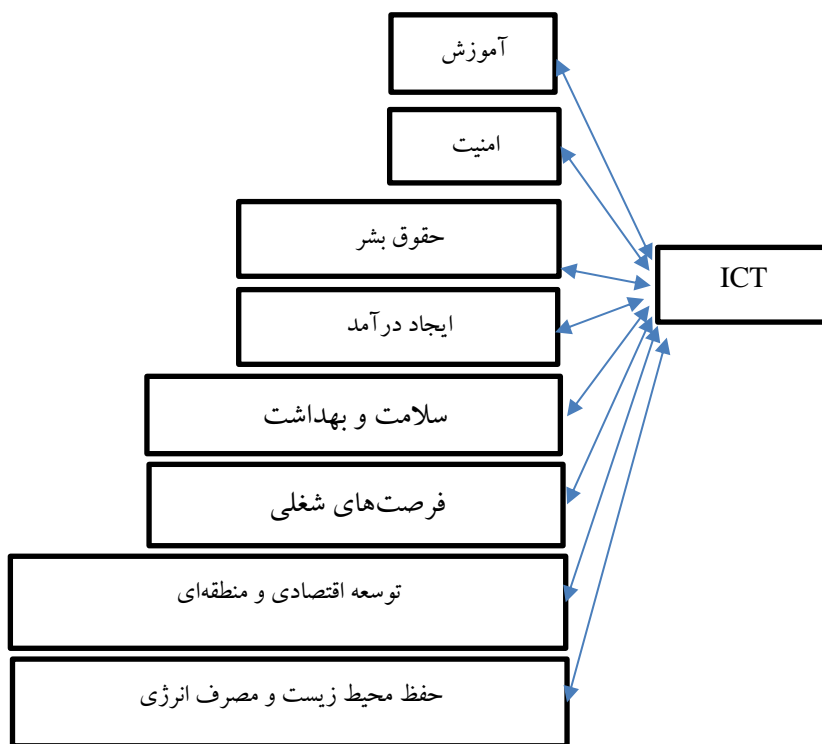 آموزش
امنیت
حقوق بشر
ICT
ایجاد درآمد
سلامت و بهداشت
فرصت‌های شغلی
توسعه اقتصادی و منطقه‌ای
حفظ محیط زیست و مصرف انرژی